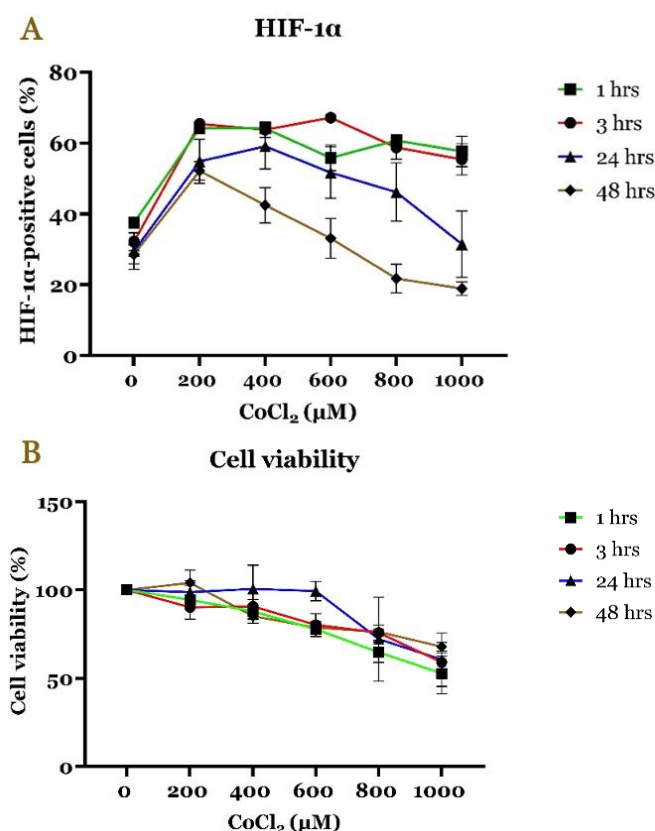 A
HIF-1α
HIF-1α-positive cells (%)
80
60
40
20
0
0 200 400 600 800 1000
CoCl₂ (µM)
1 hrs
3 hrs
24 hrs
48 hrs
B
Cell viability
Cell viability (%)
150
100
50
0
0 200 400 600 800 1000
CoCl₂ (µM)
1 hrs
3 hrs
24 hrs
48 hrs